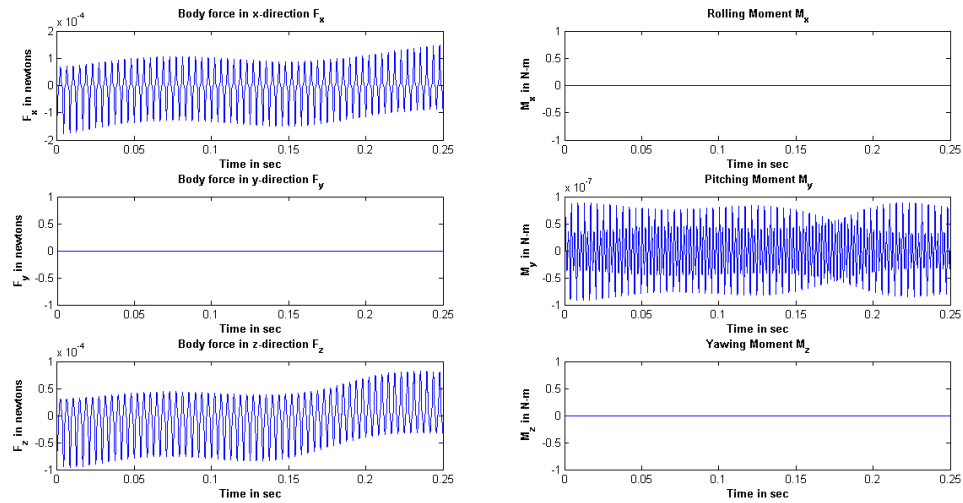 Body force in x-direction F_x
x 10^-4
F_x in newtons
2
1
0
-1
-2
0 0.05 0.1 0.15 0.2 0.25
Time in sec
Rolling Moment M_x
M_x in N-m
1
0.5
0
-0.5
-1
0 0.05 0.1 0.15 0.2 0.25
Time in sec
Body force in y-direction F_y
F_y in newtons
1
0.5
0
-0.5
-1
0 0.05 0.1 0.15 0.2 0.25
Time in sec
Pitching Moment M_y
x 10^-7
M_y in N-m
1
0.5
0
-0.5
-1
0 0.05 0.1 0.15 0.2 0.25
Time in sec
Body force in z-direction F_z
x 10^-4
F_z in newtons
1
0.5
0
-0.5
-1
0 0.05 0.1 0.15 0.2 0.25
Time in sec
Yawing Moment M_z
M_z in N-m
1
0.5
0
-0.5
-1
0 0.05 0.1 0.15 0.2 0.25
Time in sec